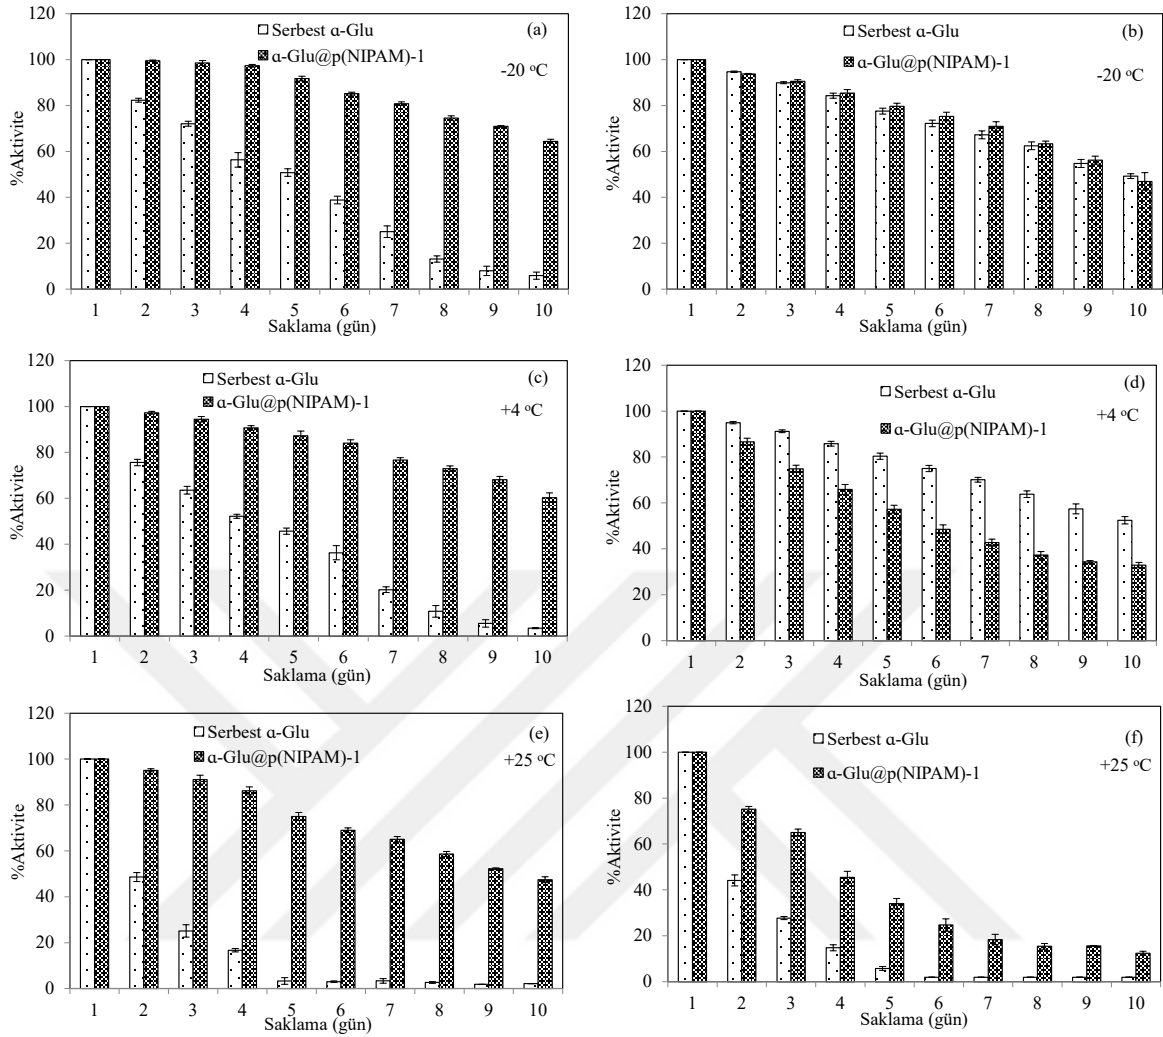 120
100
80
60
40
20
0
%Aktivite
Serbest α-Glu
α-Glu@p(NIPAM)-1
(a)
-20 °C
1 2 3 4 5 6 7 8 9 10
Saklama (gün)
120
100
80
60
40
20
0
%Aktivite
Serbest α-Glu
α-Glu@p(NIPAM)-1
(b)
-20 °C
1 2 3 4 5 6 7 8 9 10
Saklama (gün)
120
100
80
60
40
20
0
%Aktivite
Serbest α-Glu
α-Glu@p(NIPAM)-1
(c)
+4 °C
1 2 3 4 5 6 7 8 9 10
Saklama (gün)
120
100
80
60
40
20
0
%Aktivite
Serbest α-Glu
α-Glu@p(NIPAM)-1
(d)
+4 °C
1 2 3 4 5 6 7 8 9 10
Saklama (gün)
120
100
80
60
40
20
0
%Aktivite
Serbest α-Glu
α-Glu@p(NIPAM)-1
(e)
+25 °C
1 2 3 4 5 6 7 8 9 10
Saklama (gün)
120
100
80
60
40
20
0
%Aktivite
Serbest α-Glu
α-Glu@p(NIPAM)-1
(f)
+25 °C
1 2 3 4 5 6 7 8 9 10
Saklama (gün)